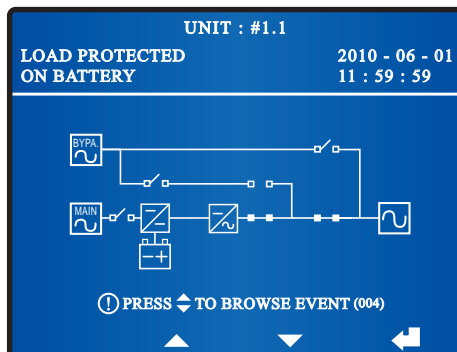 UNIT : #1.1
LOAD PROTECTED 2010 - 06 - 01
ON BATTERY 11 : 59 : 59
BYPA.
MAIN
PRESS TO BROWSE EVENT (004)